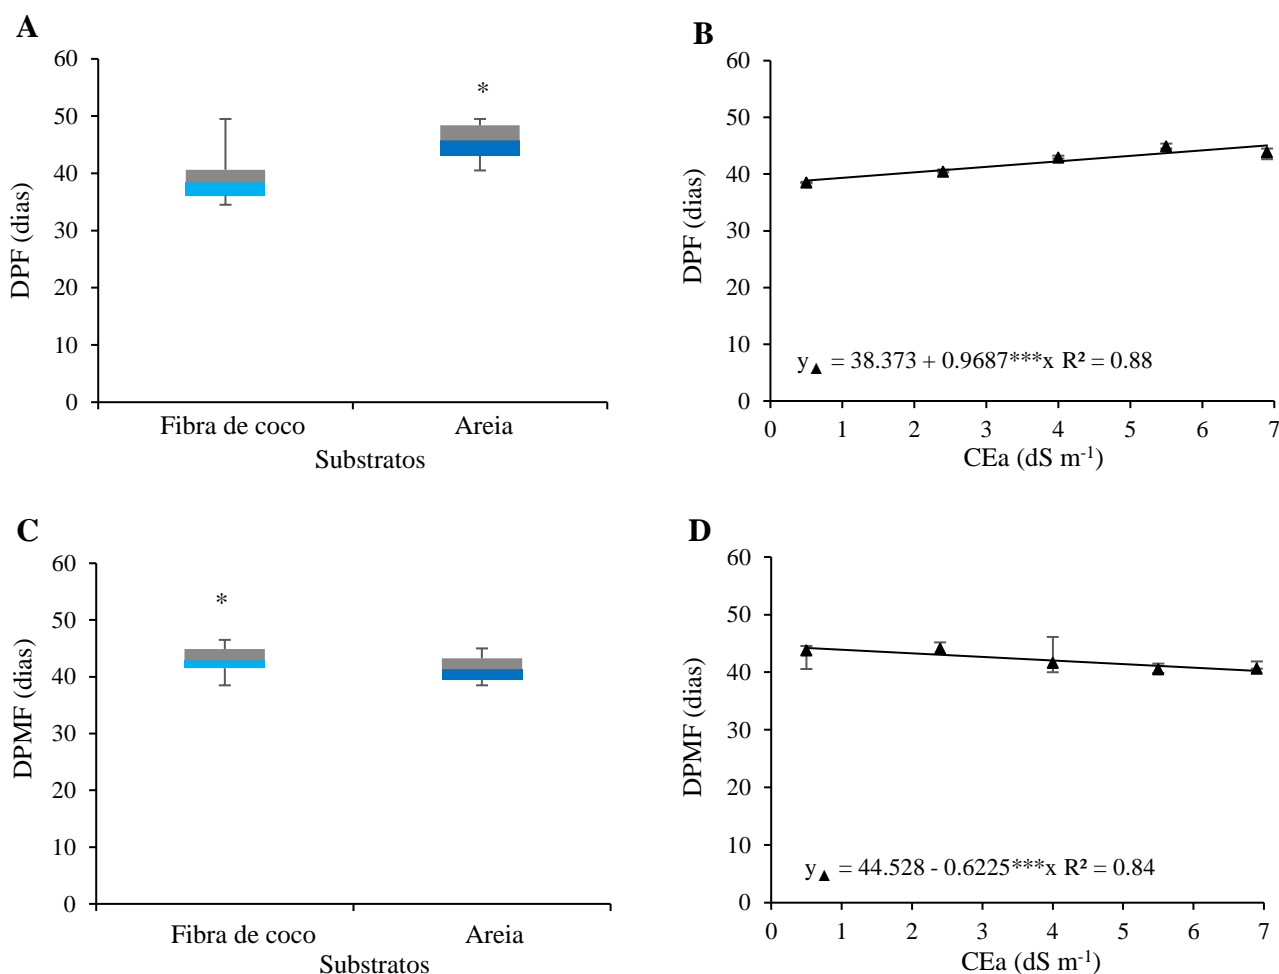 A
60
50
40
30
20
10
0
DPF (dias)
*
Fibra de coco
Areia
Substratos
B
60
50
40
30
20
10
0
DPF (dias)
y▲ = 38.373 + 0.9687***x R² = 0.88
0 1 2 3 4 5 6 7
CEa (dS m⁻¹)
C
60
50
40
30
20
10
0
DPMF (dias)
*
Fibra de coco
Areia
Substratos
D
60
50
40
30
20
10
0
DPMF (dias)
y▲ = 44.528 - 0.6225***x R² = 0.84
0 1 2 3 4 5 6 7
CEa (dS m⁻¹)